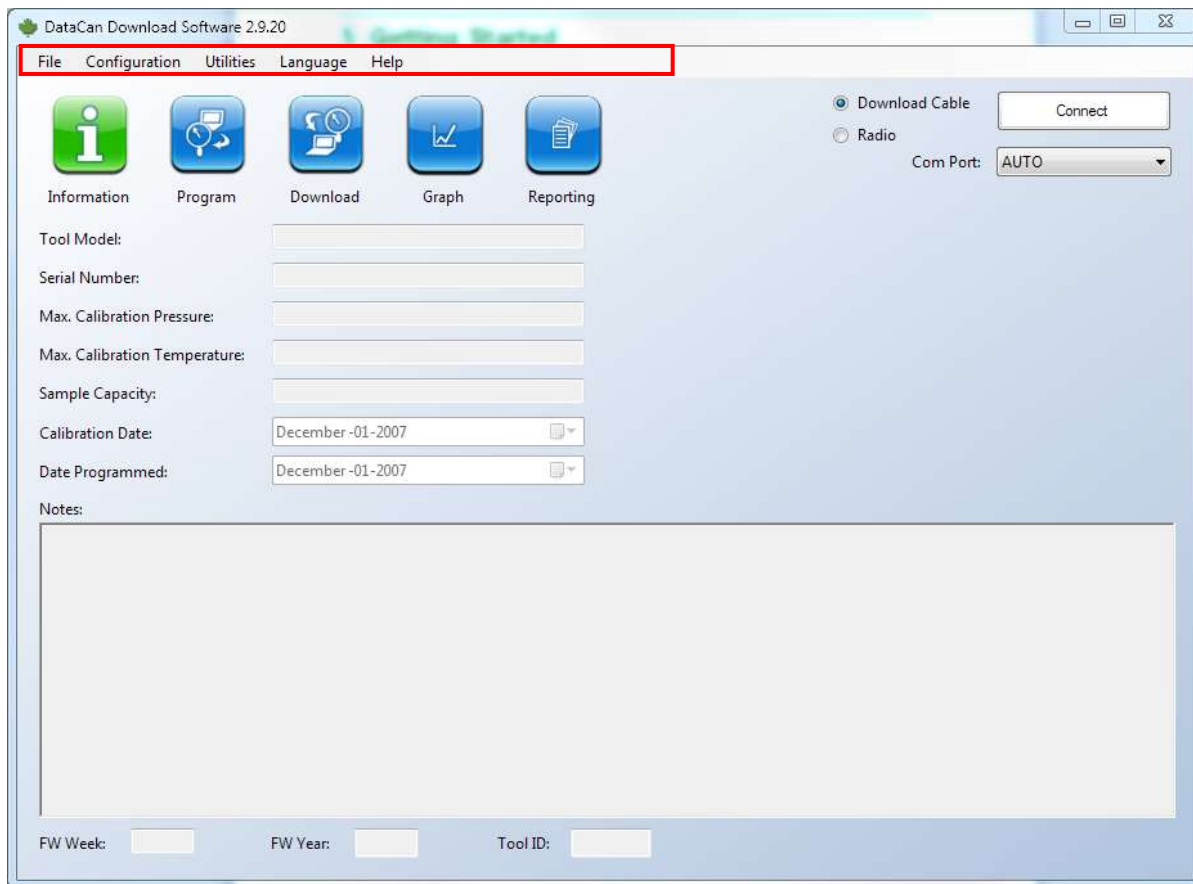 DataCan Download Software 2.9.20
Getting Started
File Configuration Utilities Language Help
Download Cable
Connect
Radio
Com Port: AUTO
Information Program Download Graph Reporting
Tool Model:
Serial Number:
Max. Calibration Pressure:
Max. Calibration Temperature:
Sample Capacity:
Calibration Date: December -01-2007
Date Programmed: December -01-2007
Notes:
FW Week: FW Year: Tool ID: